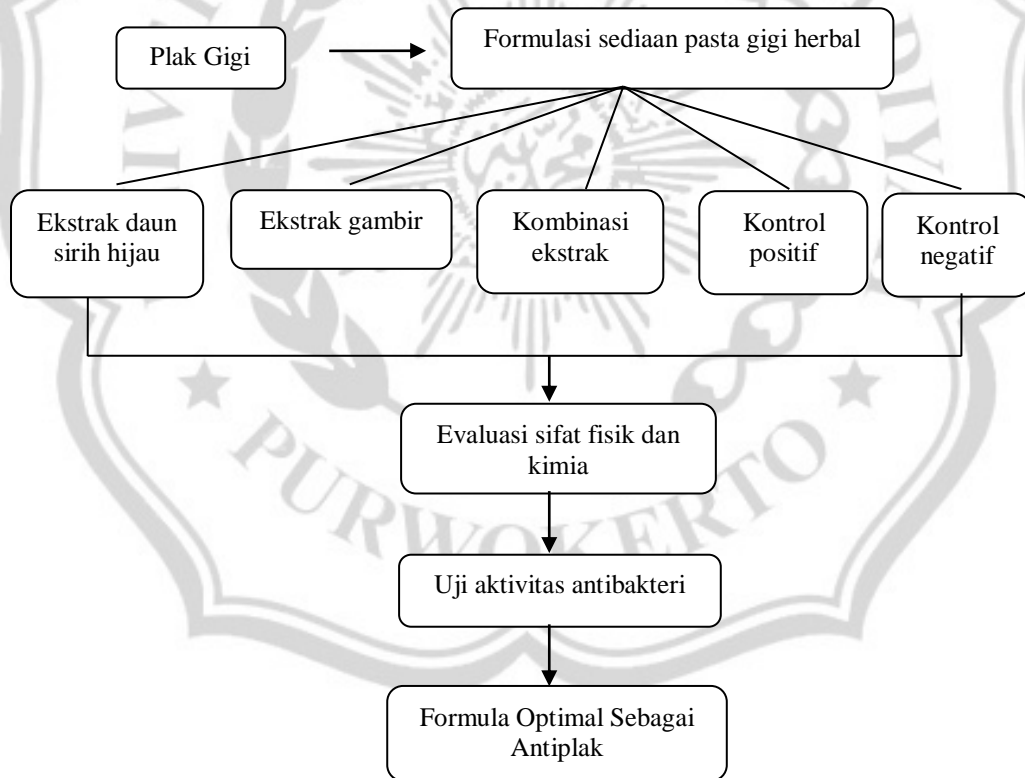 Plak Gigi
Formulasi sediaan pasta gigi herbal
Ekstrak daun
sirih hijau
Ekstrak gambir
Kombinasi
ekstrak
Kontrol
positif
Kontrol
negatif
Evaluasi sifat fisik dan
kimia
PURWOKERTO
Uji aktivitas antibakteri
Formula Optimal Sebagai
Antiplak